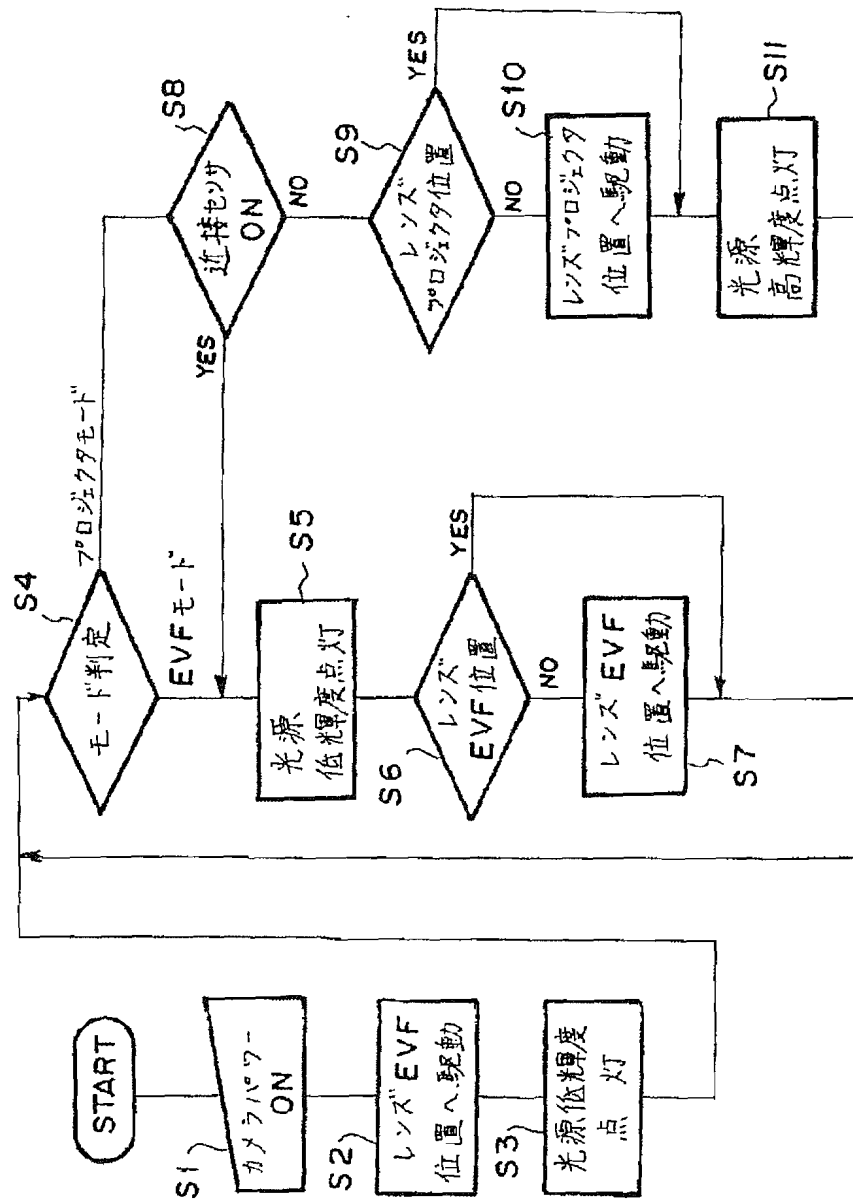 START
S1
カメラパワー
ON
S2
レンズEVF
位置へ駆動
S3
光源低輝度
点 灯
S4
モード判定
プロジェクタモード
EVFモード
S5
光源
低輝度点灯
S6
レンズ
EVF位置
YES
NO
S7
レンズEVF
位置へ駆動
S8
近接センサ
ON
YES
NO
S9
レンズ
プロジェクタ位置
YES
NO
S10
レンズプロジェクタ
位置へ駆動
S11
光源
高輝度点灯